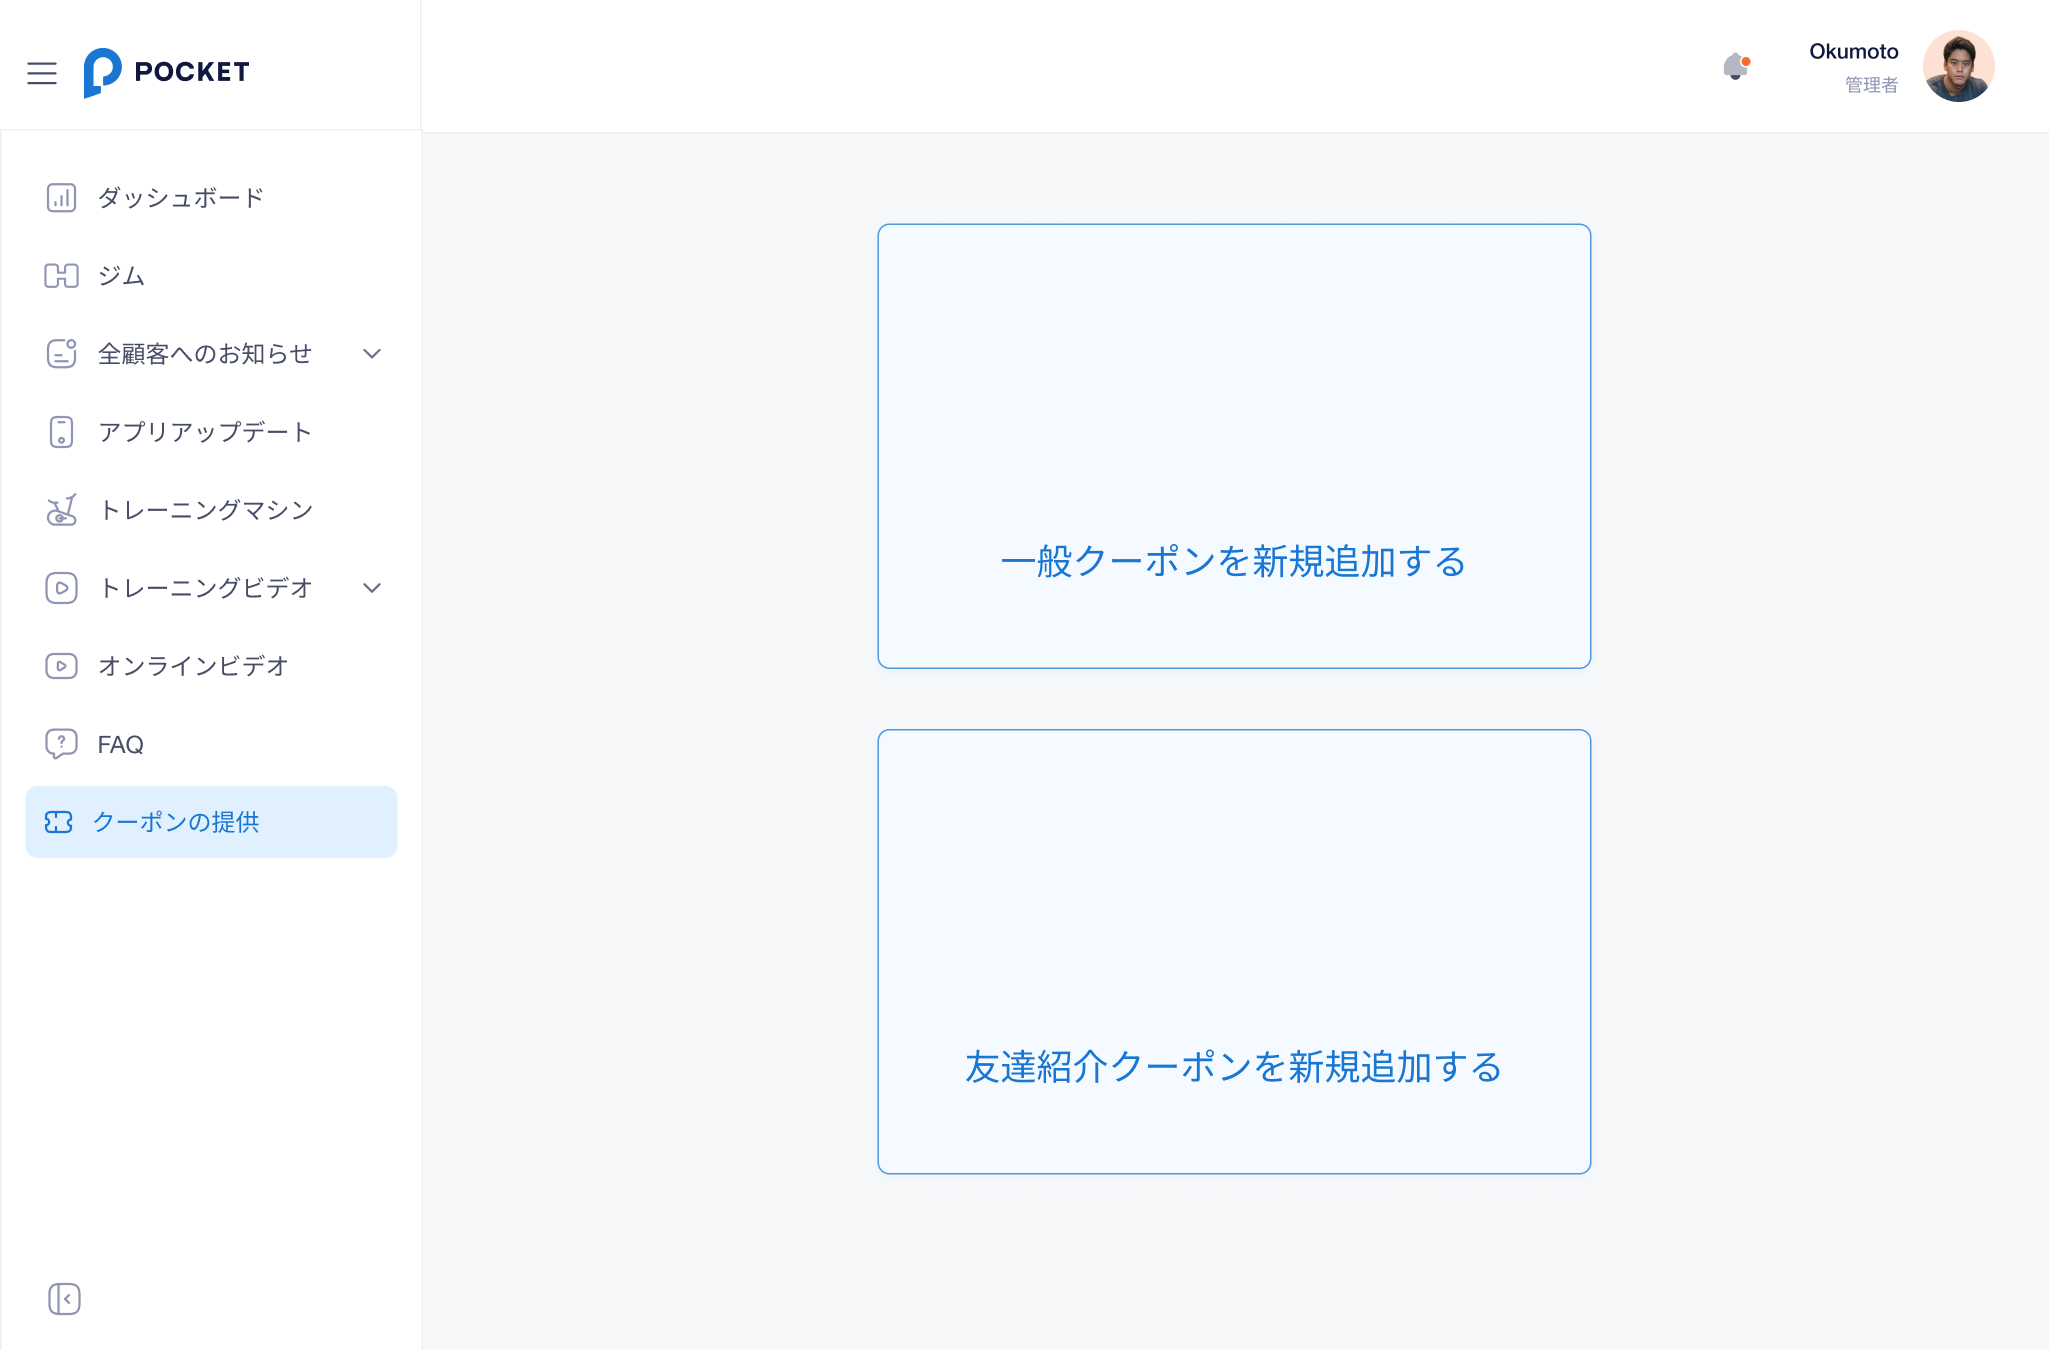 POCKET
Okumoto
管理者
ダッシュボード
ジム
全顧客へのお知らせ
アプリアップデート
トレーニングマシン
トレーニングビデオ
オンラインビデオ
FAQ
クーポンの提供
一般クーポンを新規追加する
友達紹介クーポンを新規追加する